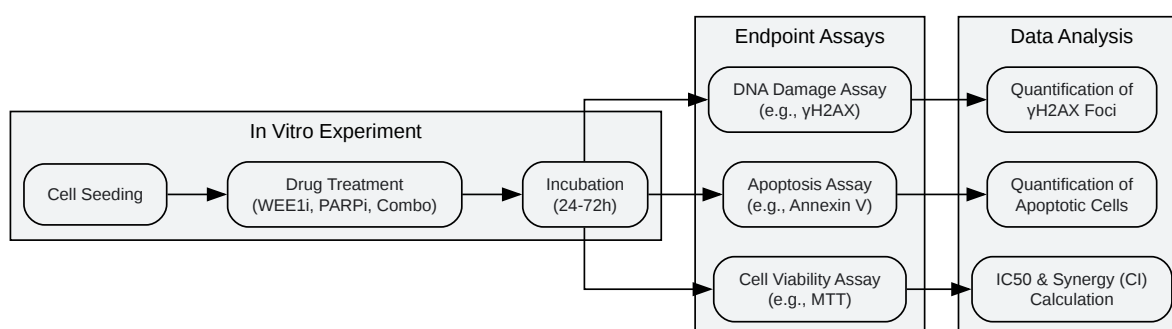 In Vitro Experiment
Cell Seeding
Drug Treatment
(WEE1i, PARPi, Combo)
Incubation
(24-72h)
Endpoint Assays
DNA Damage Assay
(e.g., γH2AX)
Apoptosis Assay
(e.g., Annexin V)
Cell Viability Assay
(e.g., MTT)
Data Analysis
Quantification of
γH2AX Foci
Quantification of
Apoptotic Cells
IC50 & Synergy (CI)
Calculation